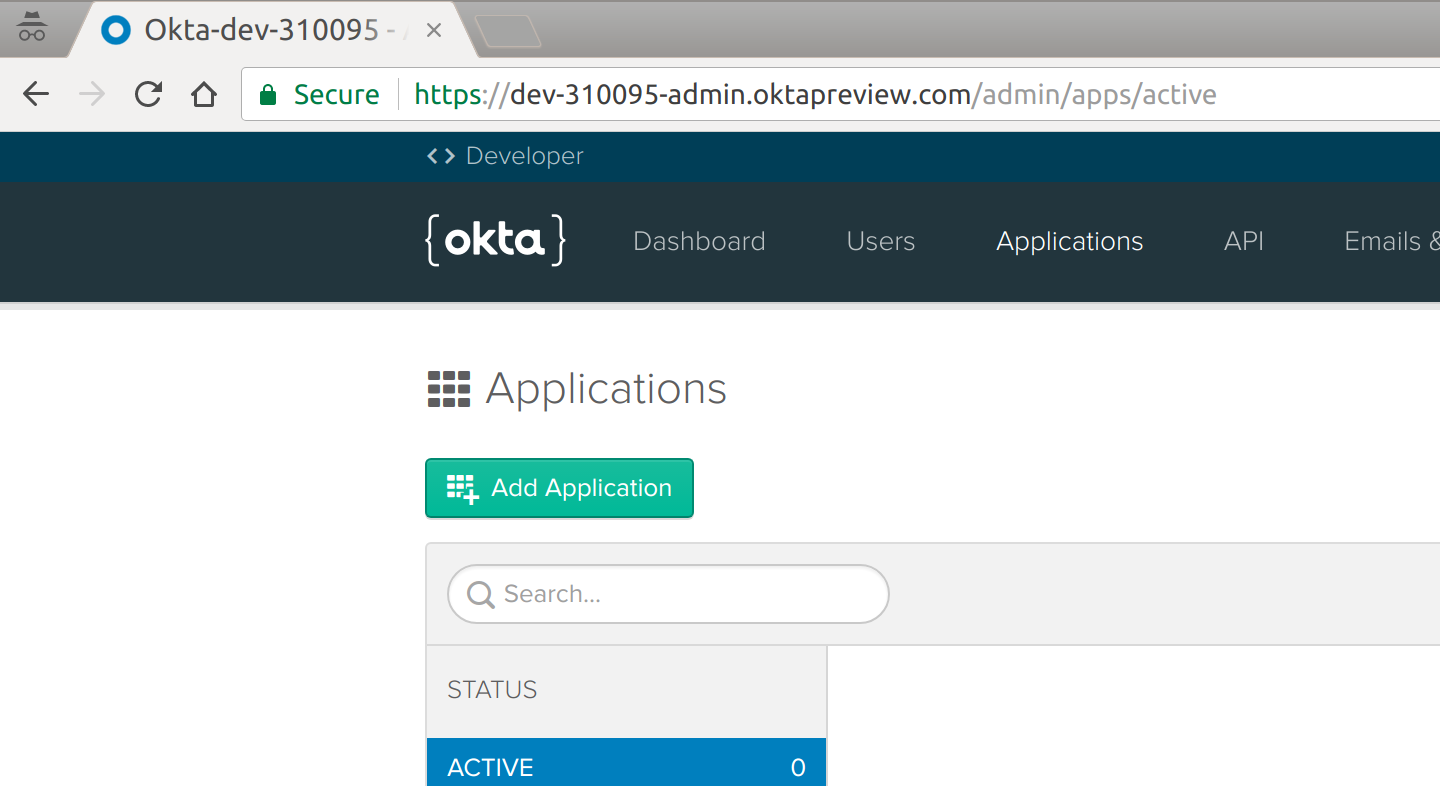 Okta-dev-310095 -
Secure https://dev-310095-admin.oktapreview.com/admin/apps/active
<> Developer
{okta} Dashboard Users Applications API Emails &
Applications
Add Application
Search...
STATUS
ACTIVE 0